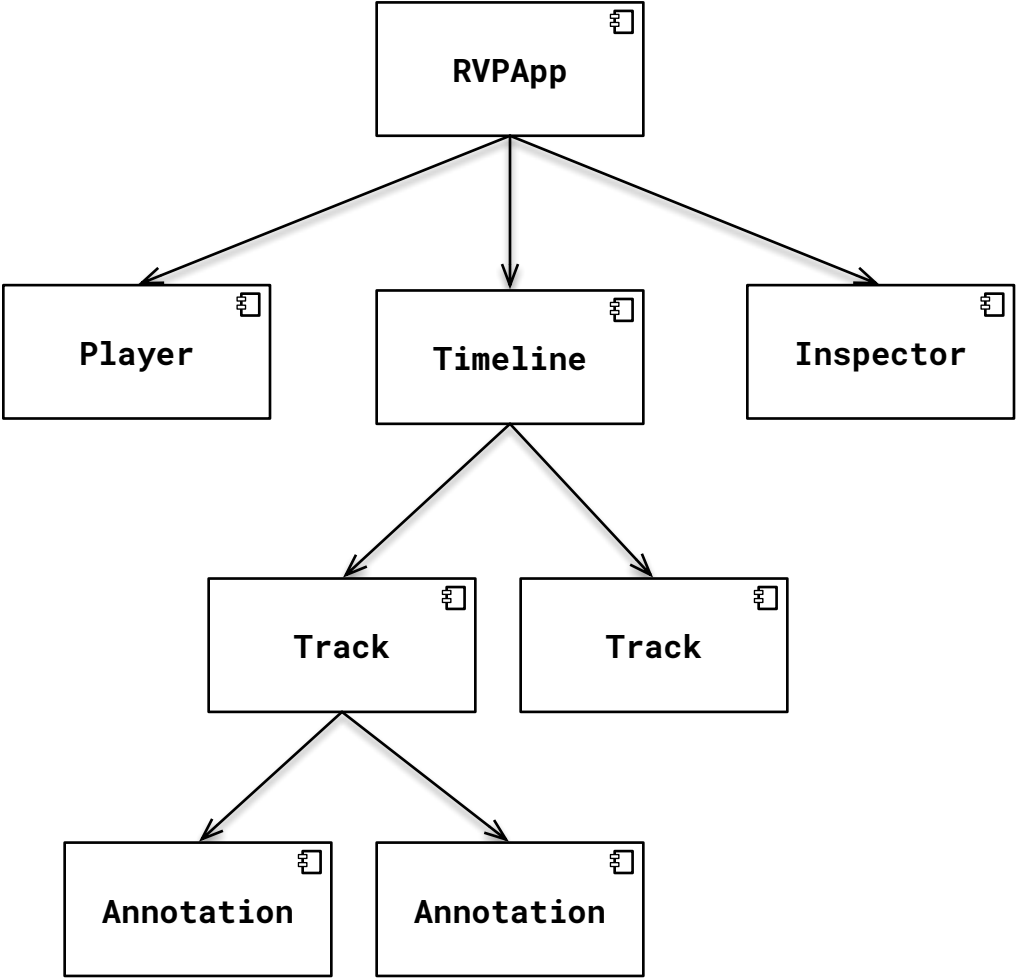 RVPApp
Player
Timeline
Inspector
Track
Track
Annotation
Annotation